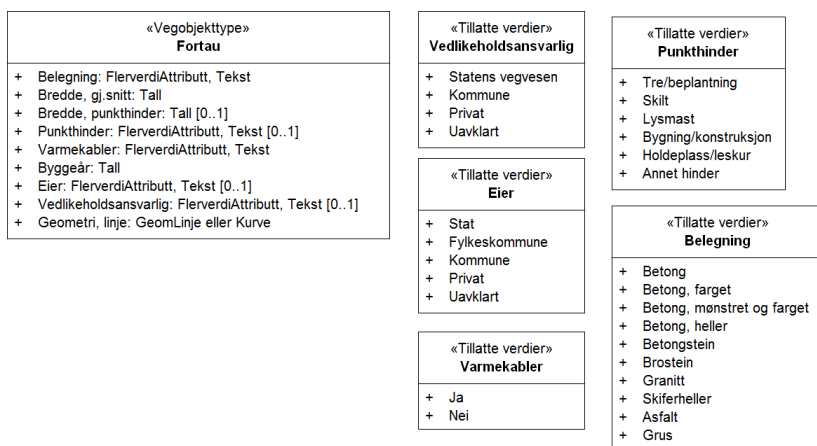 «Vegobjekttype»
Fortau
+ Belegning: FlerverdiAttributt, Tekst
+ Bredde, gj.snitt: Tall
+ Bredde, punkthinder: Tall [0..1]
+ Punkthinder: FlerverdiAttributt, Tekst [0..1]
+ Varmekabler: FlerverdiAttributt, Tekst
+ Byggeår: Tall
+ Eier: FlerverdiAttributt, Tekst [0..1]
+ Vedlikeholdsansvarlig: FlerverdiAttributt, Tekst [0..1]
+ Geometri, linje: GeomLinje eller Kurve
«Tillatte verdier»
Vedlikeholdsansvarlig
+ Statens vegvesen
+ Kommune
+ Privat
+ Uavklart
«Tillatte verdier»
Eier
+ Stat
+ Fylkeskommune
+ Kommune
+ Privat
+ Uavklart
«Tillatte verdier»
Varmekabler
+ Ja
+ Nei
«Tillatte verdier»
Punkthinder
+ Tre/beplantning
+ Skilt
+ Lysmast
+ Bygning/konstruksjon
+ Holdeplass/leskur
+ Annet hinder
«Tillatte verdier»
Belegning
+ Betong
+ Betong, farget
+ Betong, mønstret og farget
+ Betong, heller
+ Betongstein
+ Brostein
+ Granitt
+ Skiferheller
+ Asfalt
+ Grus